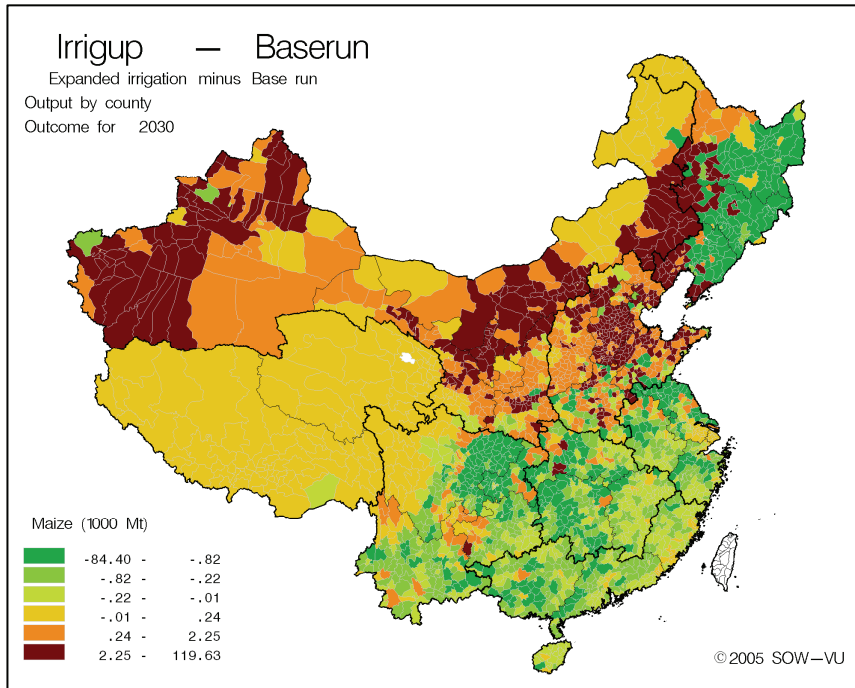 Irrigup — Baserun
Expanded irrigation minus Base run
Output by county
Outcome for 2030
Maize (1000 Mt)
-84.40 - -.82
-.82 - -.22
-.22 - -.01
-.01 - .24
.24 - 2.25
2.25 - 119.63
©2005 SOW—VU